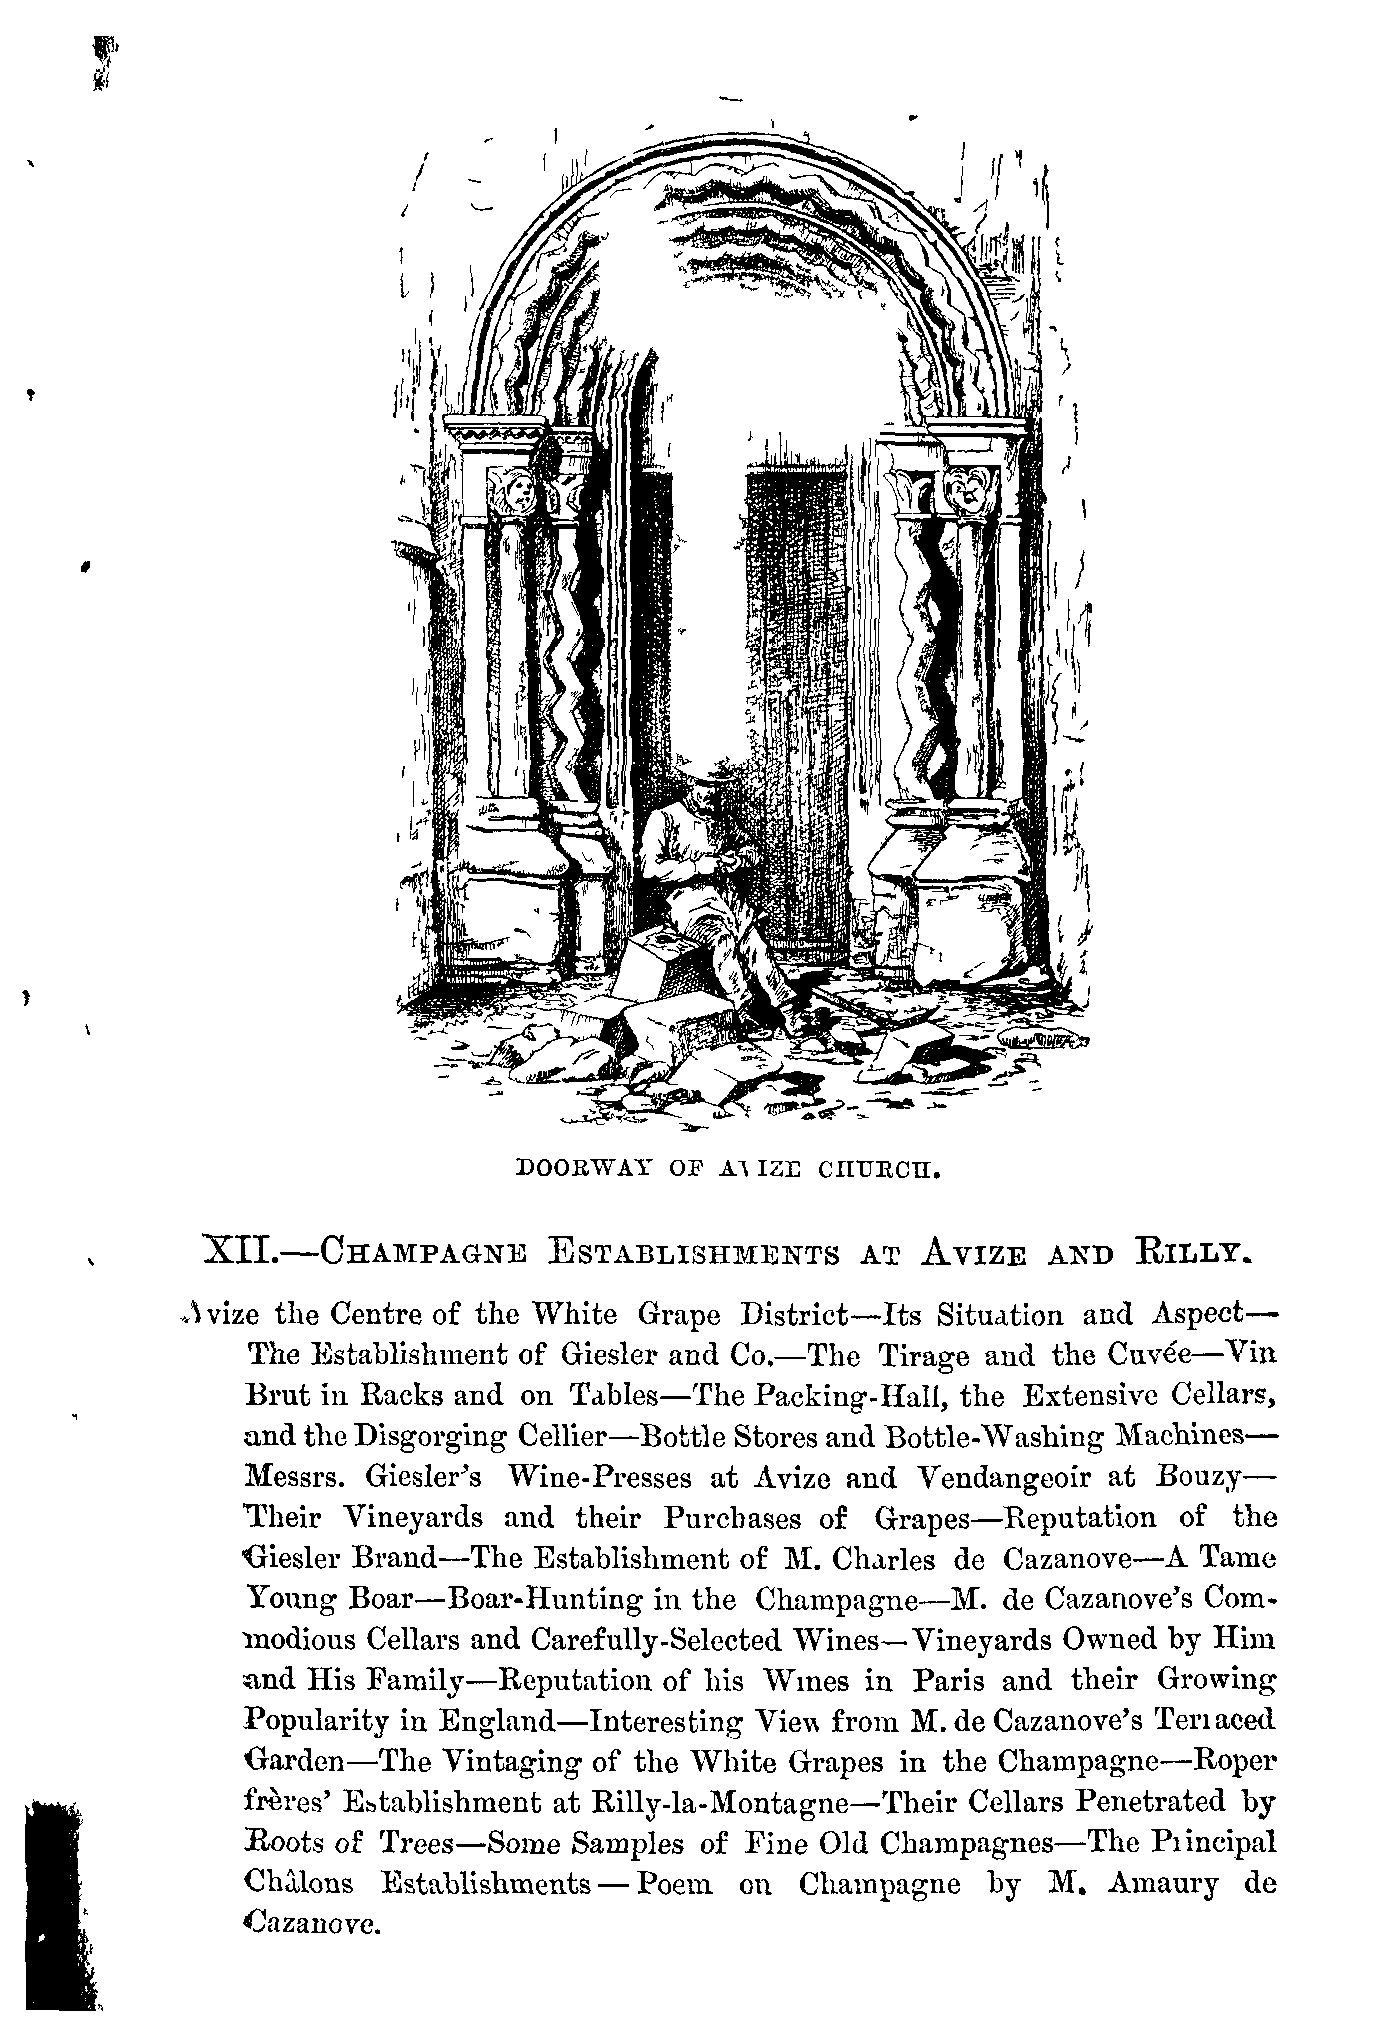 DOORWAY OF AVIZE CHURCH.
XII.—CHAMPAGNE ESTABLISHMENTS AT AVIZE AND RILLY.
Avize the Centre of the White Grape District—Its Situation and Aspect—
The Establishment of Giesler and Co.—The Tirage and the Cuvée—Vin
Brut in Racks and on Tables—The Packing-Hall, the Extensive Cellars,
and the Disgorging Cellier—Bottle Stores and Bottle-Washing Machines—
Messrs. Giesler's Wine-Presses at Avize and Vendangeoir at Bouzy—
Their Vineyards and their Purchases of Grapes—Reputation of the
Giesler Brand—The Establishment of M. Charles de Cazanove—A Tame
Young Boar—Boar-Hunting in the Champagne—M. de Cazanove's Com-
modious Cellars and Carefully-Selected Wines—Vineyards Owned by Him
and His Family—Reputation of his Wines in Paris and their Growing
Popularity in England—Interesting View from M. de Cazanove's Terraced
Garden—The Vintaging of the White Grapes in the Champagne—Roper
frères' Establishment at Rilly-la-Montagne—Their Cellars Penetrated by
Roots of Trees—Some Samples of Fine Old Champagnes—The Principal
Châlons Establishments — Poem on Champagne by M. Amaury de
Cazanove.